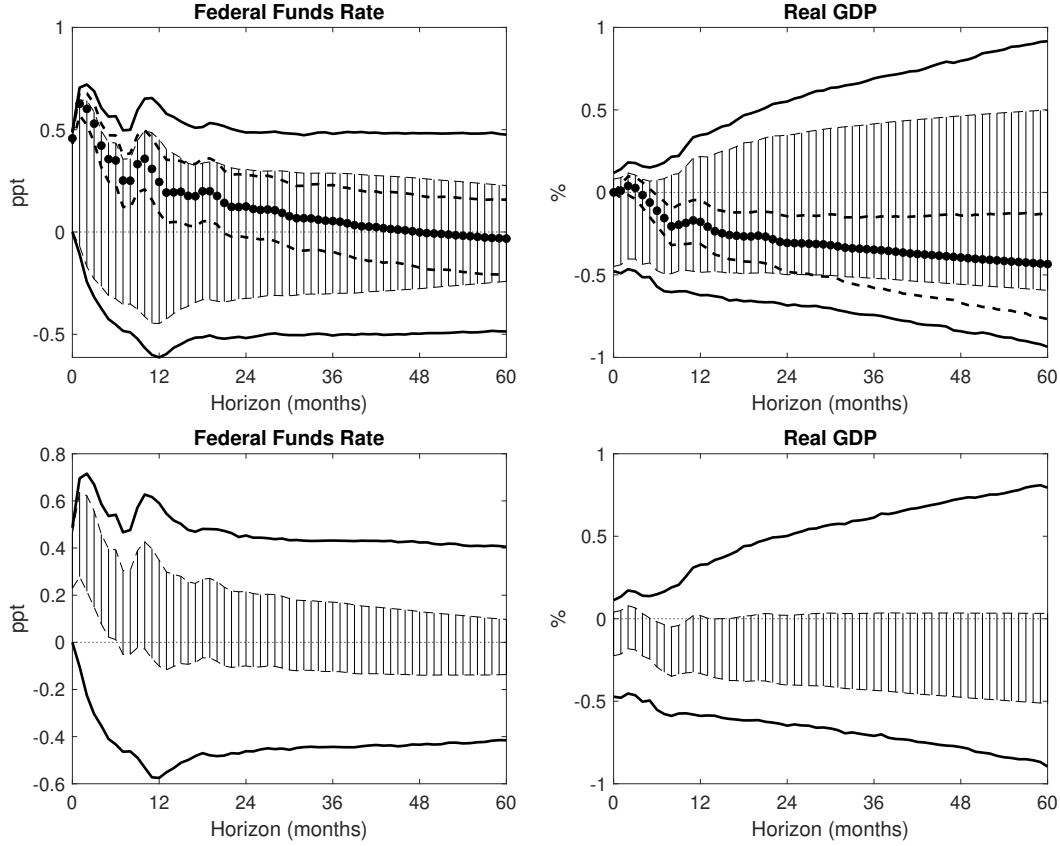 Federal Funds Rate
1
0.5
0
-0.5
ppt
0 12 24 36 48 60
Horizon (months)
Real GDP
1
0.5
0
-0.5
-1
%
0 12 24 36 48 60
Horizon (months)
Federal Funds Rate
0.8
0.6
0.4
0.2
0
-0.2
-0.4
-0.6
ppt
0 12 24 36 48 60
Horizon (months)
Real GDP
1
0.5
0
-0.5
-1
%
0 12 24 36 48 60
Horizon (months)